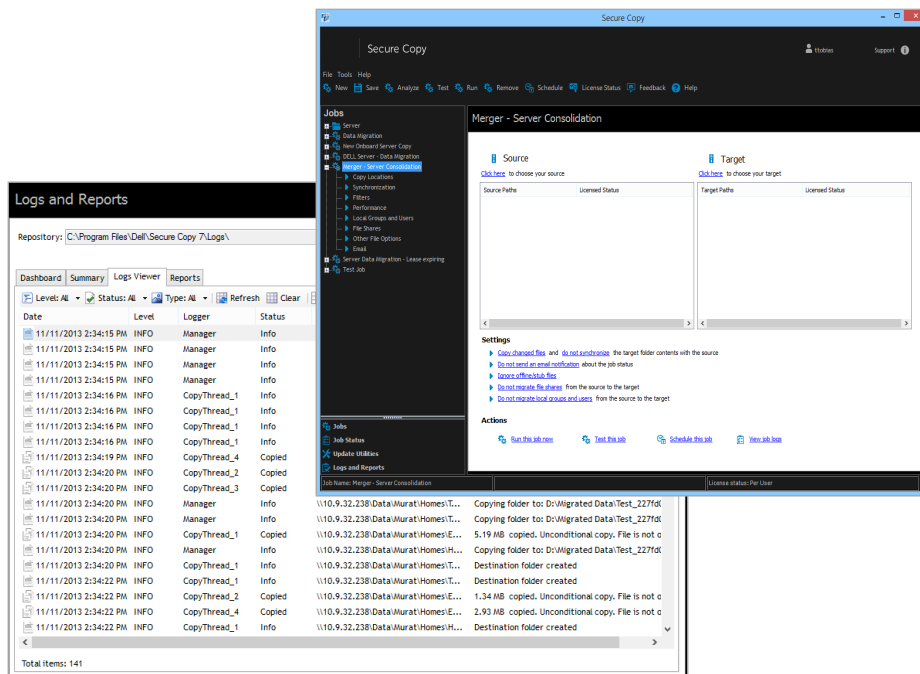 Secure Copy
Secure Copy
ttotras
Support
File Tools Help
New Save Analyze Test Run Remove Schedule License Status Feedback Help
Jobs
Server
Data Migration
New Onboard Server Copy
DELL Server - Data Migration
Merger - Server Consolidation
Copy Locations
Synchronization
Filters
Performance
Local Groups and Users
File Shares
Other File Options
Email
Server Data Migration - Lease expiring
Test Job
Jobs
Job Status
Update Utilities
Logs and Reports
Merger - Server Consolidation
Source
Click here to choose your source
Source Paths Licensed Status
Target
Click here to choose your target
Target Paths Licensed Status
Settings
Copy changed files and do not synchronize the target folder contents with the source
Do not send an email notification about the job status
Ignore offline/stub files
Do not migrate file shares from the source to the target
Do not migrate local groups and users from the source to the target
Actions
Run this job now Test this job Schedule this job View job logs
Job Name: Merger - Server Consolidation License status: Per User
Logs and Reports
Repository: C:\Program Files\Dell\Secure Copy 7\Logs\
Dashboard Summary Logs Viewer Reports
Level: All Status: All Type: All Refresh Clear
Date Level Logger Status
11/11/2013 2:34:15 PM INFO Manager Info
11/11/2013 2:34:15 PM INFO Manager Info
11/11/2013 2:34:15 PM INFO Manager Info
11/11/2013 2:34:15 PM INFO Manager Info
11/11/2013 2:34:16 PM INFO CopyThread_1 Info
11/11/2013 2:34:16 PM INFO CopyThread_1 Info
11/11/2013 2:34:16 PM INFO CopyThread_1 Info
11/11/2013 2:34:16 PM INFO CopyThread_1 Info
11/11/2013 2:34:19 PM INFO CopyThread_4 Copied
11/11/2013 2:34:20 PM INFO CopyThread_2 Copied
11/11/2013 2:34:20 PM INFO CopyThread_3 Copied
11/11/2013 2:34:20 PM INFO Manager Info \\10.9.32.238\Data\Murat\Homes\T... Copying folder to: D:\Migrated Data\Test_227fd
11/11/2013 2:34:20 PM INFO Manager Info \\10.9.32.238\Data\Murat\Homes\T... Copying folder to: D:\Migrated Data\Test_227fd
11/11/2013 2:34:20 PM INFO CopyThread_1 Copied \\10.9.32.238\Data\Murat\Homes\E... 5.19 MB copied. Unconditional copy. File is not o
11/11/2013 2:34:20 PM INFO Manager Info \\10.9.32.238\Data\Murat\Homes\H... Copying folder to: D:\Migrated Data\Test_227fd
11/11/2013 2:34:20 PM INFO CopyThread_1 Info \\10.9.32.238\Data\Murat\Homes\T... Destination folder created
11/11/2013 2:34:22 PM INFO CopyThread_1 Info \\10.9.32.238\Data\Murat\Homes\T... Destination folder created
11/11/2013 2:34:22 PM INFO CopyThread_2 Copied \\10.9.32.238\Data\Murat\Homes\E... 1.34 MB copied. Unconditional copy. File is not o
11/11/2013 2:34:22 PM INFO CopyThread_4 Copied \\10.9.32.238\Data\Murat\Homes\E... 2.93 MB copied. Unconditional copy. File is not o
11/11/2013 2:34:22 PM INFO CopyThread_1 Info \\10.9.32.238\Data\Murat\Homes\H... Destination folder created
Total items: 141